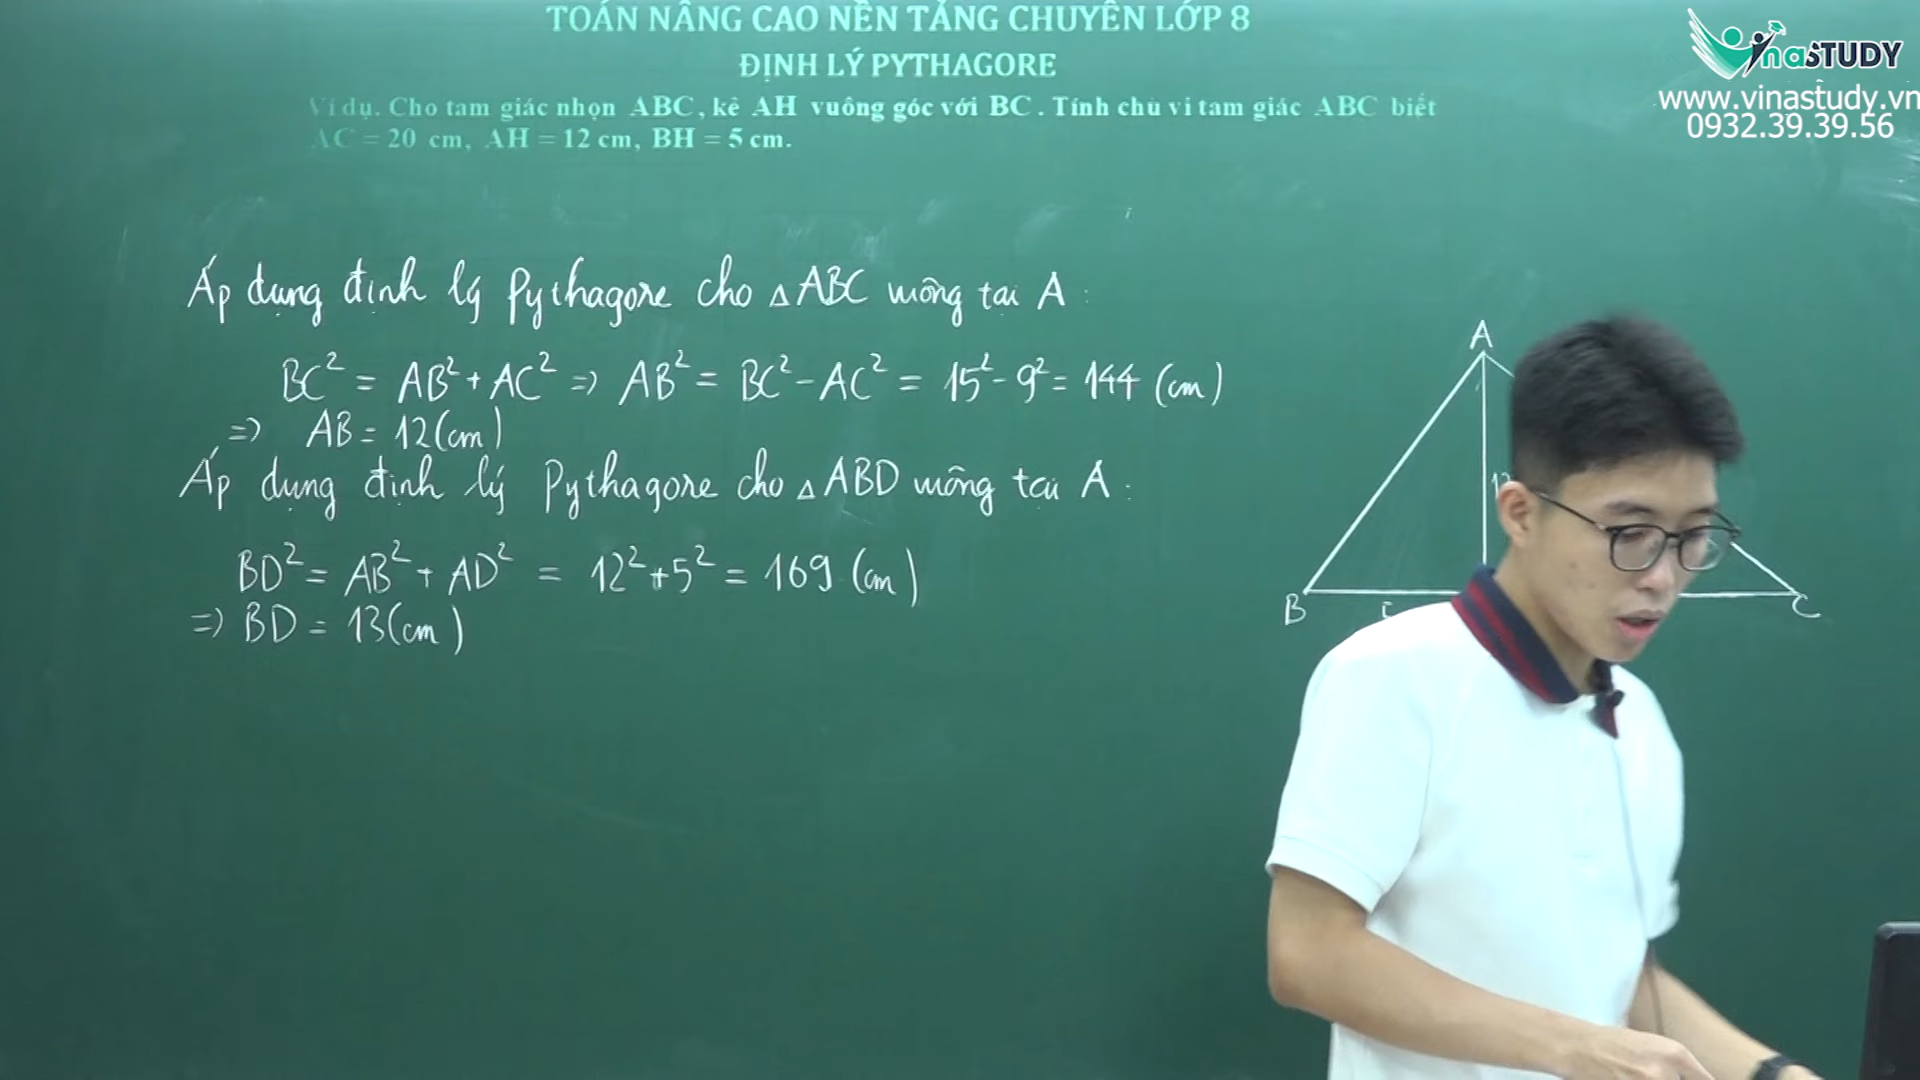 TOÁN NÂNG CAO NỀN TẢNG CHUYÊN LỚP 8
ĐỊNH LÝ PYTHAGORE
Ví dụ. Cho tam giác nhọn ABC, kẻ AH vuông góc với BC. Tính chu vi tam giác ABC biết
AC = 20 cm, AH = 12 cm, BH = 5 cm.
VinaSTUDY
www.vinastudy.vn
0932.39.39.56
Áp dụng định lý Pythagore cho △ABC vuông tại A :
BC² = AB² + AC² => AB² = BC² - AC² = 15² - 9² = 144 (cm)
=> AB = 12 (cm)
Áp dụng định lý Pythagore cho △ABD vuông tại A :
BD² = AB² + AD² = 12² + 5² = 169 (cm)
=> BD = 13 (cm)
A
B
C